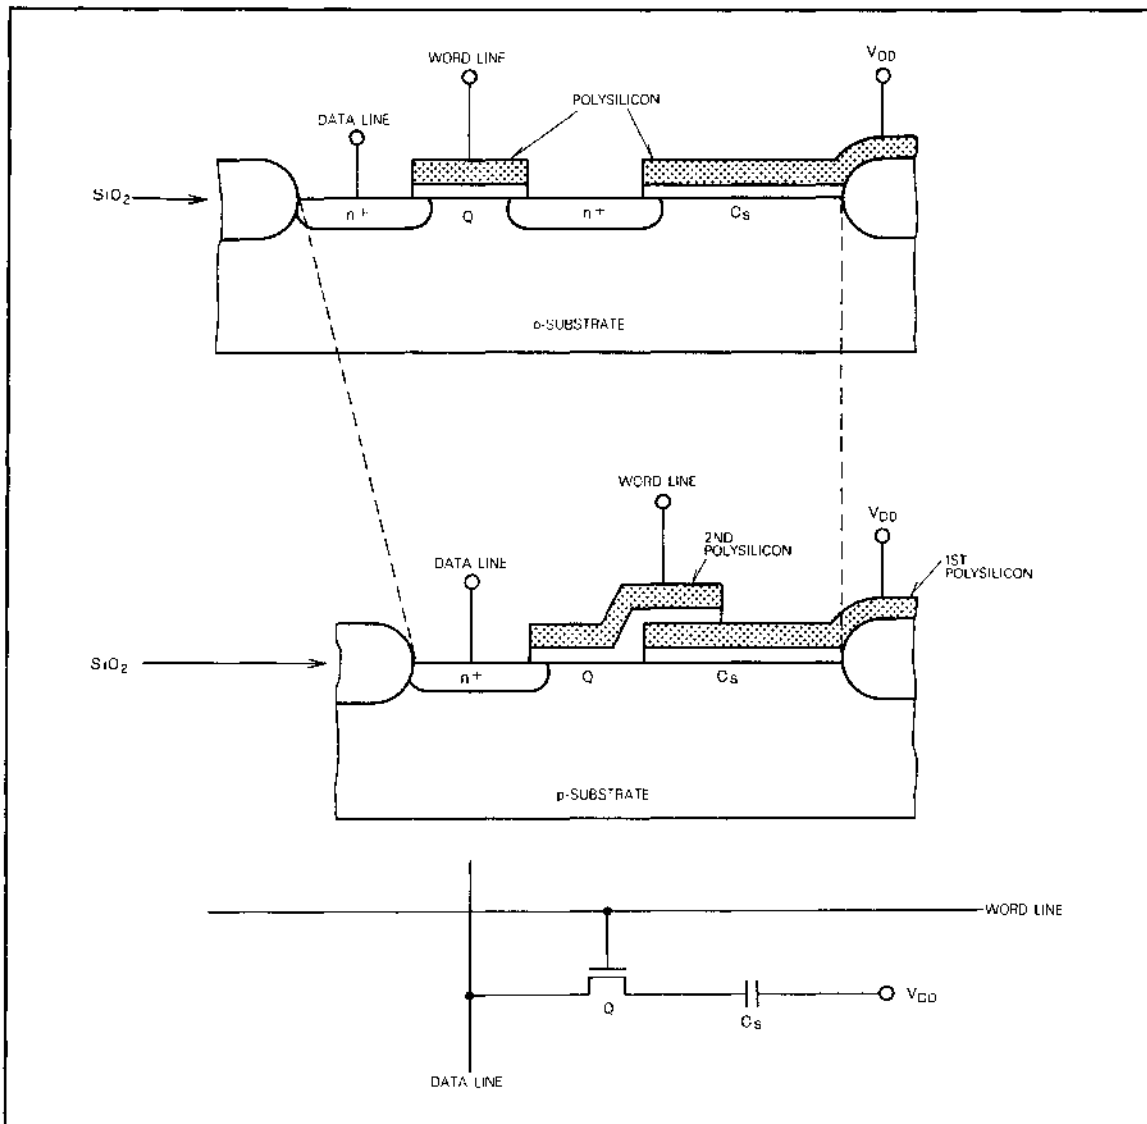 WORD LINE
VDD
POLYSILICON
DATA LINE
SiO2
n+
Q
n+
Cs
p-SUBSTRATE
WORD LINE
VDD
2ND
POLYSILICON
1ST
POLYSILICON
DATA LINE
SiO2
n+
Q
Cs
p-SUBSTRATE
WORD LINE
VDD
Q
Cs
DATA LINE